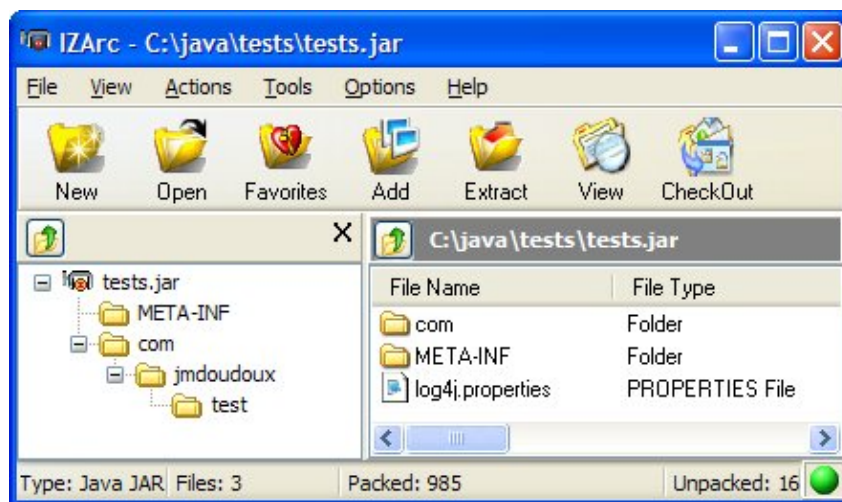 IZArc - C:\java\tests\tests.jar
File View Actions Tools Options Help
New Open Favorites Add Extract View CheckOut
C:\java\tests\tests.jar
tests.jar
META-INF
com
jmdoudoux
test
File Name File Type
com Folder
META-INF Folder
log4j.properties PROPERTIES File
Type: Java JAR Files: 3 Packed: 985 Unpacked: 16